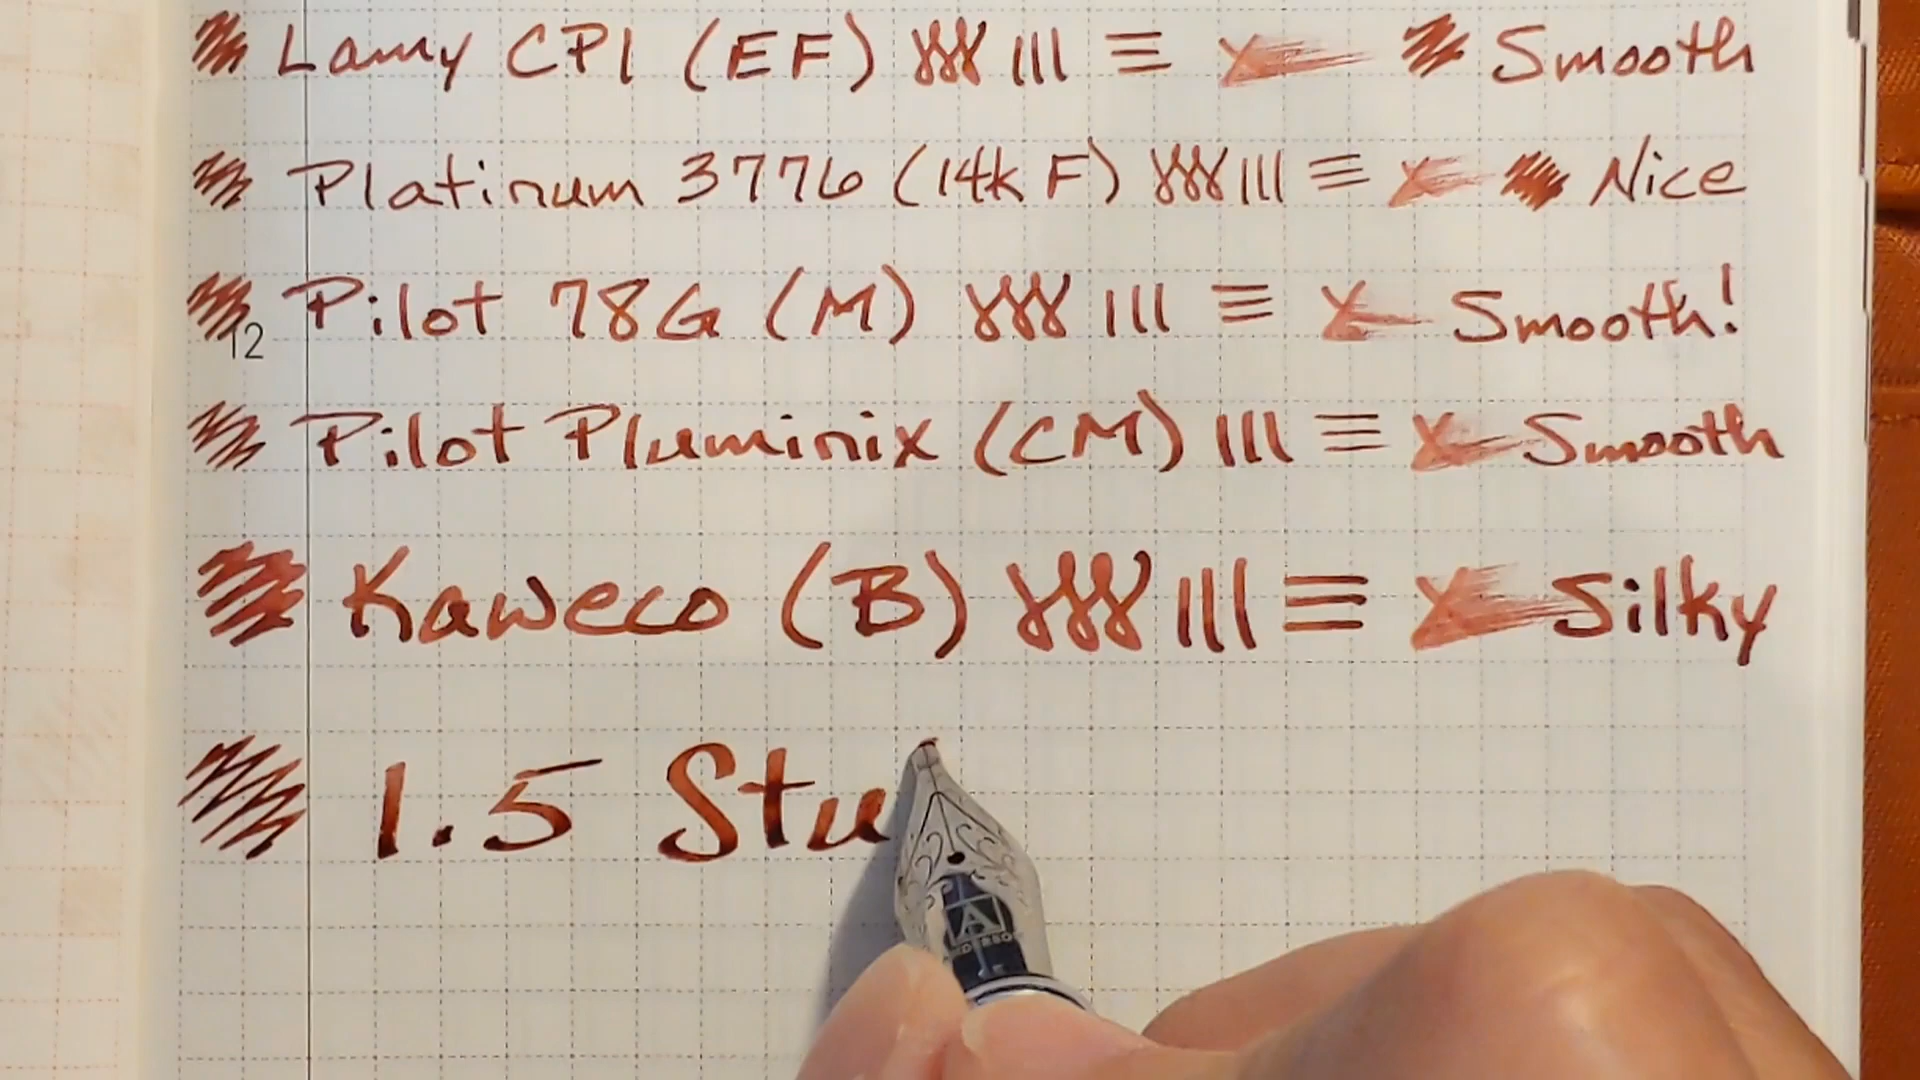 Lamy CP1 (EF) Smooth
Platinum 3776 (14k F) Nice
Pilot 78G (M) Smooth!
12
Pilot Pluminix (CM) Smooth
Kaweco (B) Silky
1.5 Stu
A